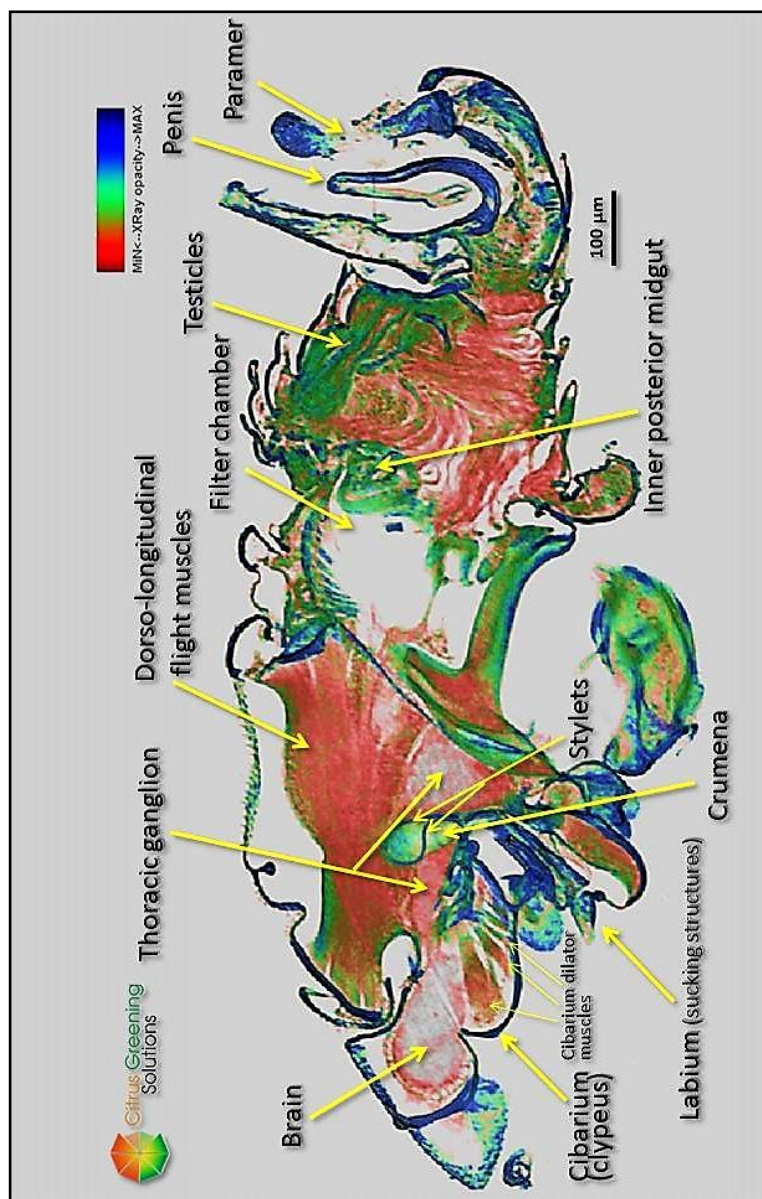 Citrus Greening
Solutions
MIN<--XRay opacity-->MAX
Brain
Thoracic ganglion
Dorso-longitudinal
flight muscles
Filter chamber
Testicles
Penis
Paramer
Cibarium
(clypeus)
Cibarium dilator
muscles
Labium (sucking structures)
Crumena
Stylets
Inner posterior midgut
100 µm